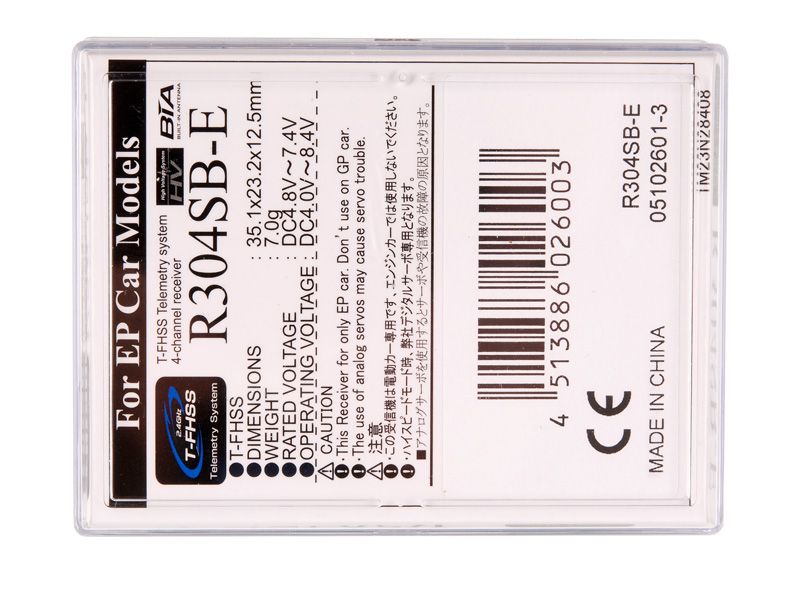 For EP Car Models
2.4GHz
T-FHSS
Telemetry System
T-FHSS Telemetry system
4-channel receiver
High Voltage System
HV
BIA
BUILT-IN ANTENNA
R304SB-E
●T-FHSS
●DIMENSIONS : 35.1x23.2x12.5mm
●WEIGHT : 7.0g
●RATED VOLTAGE : DC4.8V～7.4V
●OPERATING VOLTAGE : DC4.0V～8.4V
⚠ CAUTION
・This Receiver for only EP car. Don't use on GP car.
・The use of analog servos may cause servo trouble.
⚠ 注意
・この受信機は電動カー専用です、エンジンカーでは使用しないでください。
・ハイスピードモード時、弊社デジタルサーボ専用となります。
■アナログサーボを使用するとサーボや受信機の故障の原因となります。
4 513886 026003
CE
R304SB-E
05102601-3
MADE IN CHINA
1M23N28408